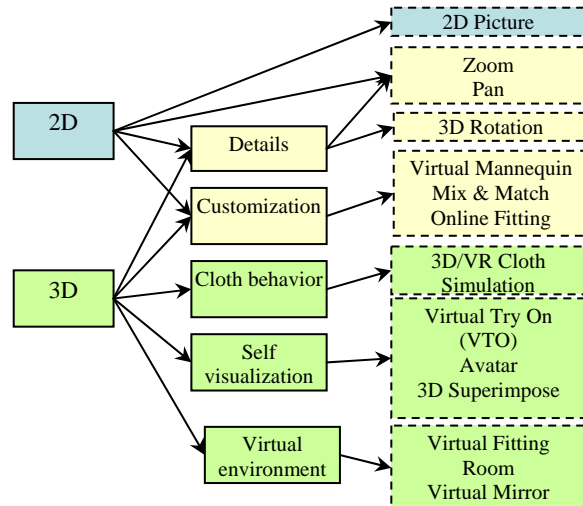 2D
3D
Details
Customization
Cloth behavior
Self
visualization
Virtual
environment
2D Picture
Zoom
Pan
3D Rotation
Virtual Mannequin
Mix & Match
Online Fitting
3D/VR Cloth
Simulation
Virtual Try On
(VTO)
Avatar
3D Superimpose
Virtual Fitting
Room
Virtual Mirror